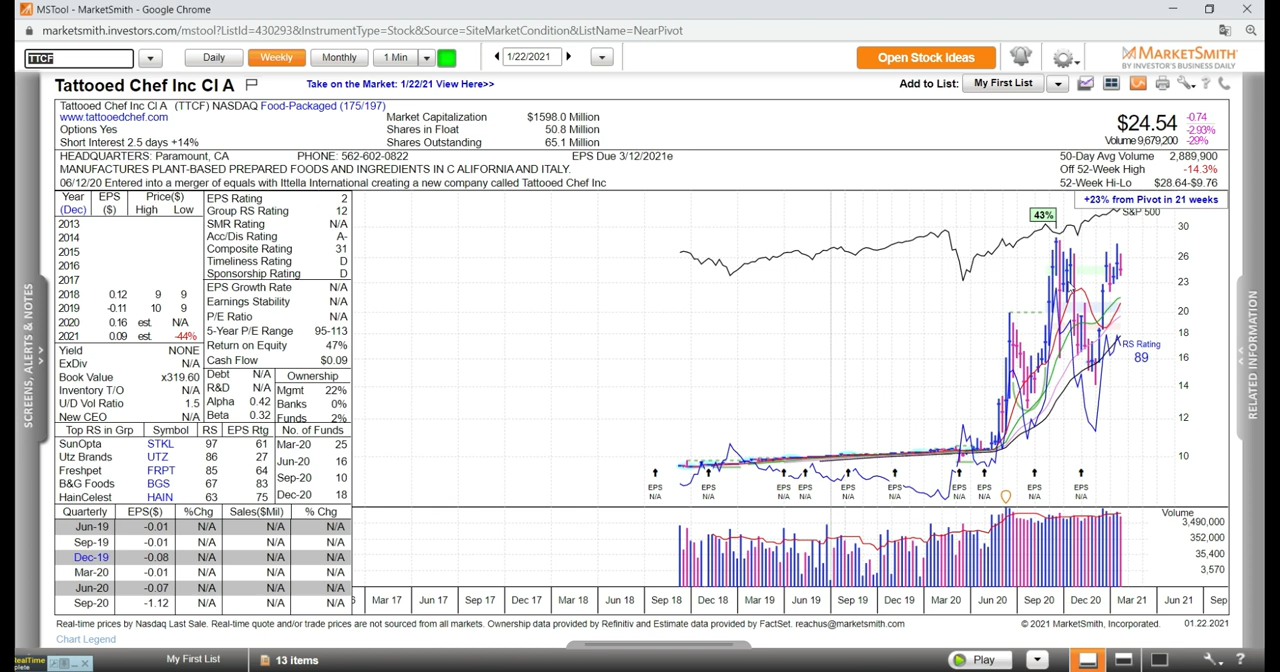 MSTool - MarketSmith - Google Chrome
marketsmith.investors.com/mstool?ListId=430293&InstrumentType=Stock&Source=SiteMarketCondition&ListName=NearPivot
TTCF Daily Weekly Monthly 1 Min 1/22/2021 Open Stock Ideas MARKETSMITH
BY INVESTOR'S BUSINESS DAILY
Tattooed Chef Inc Cl A Take on the Market: 1/22/21 View Here>> Add to List: My First List
Tattooed Chef Inc Cl A (TTCF) NASDAQ Food-Packaged (175/197)
www.tattooedchef.com
Options Yes
Short Interest 2.5 days +14%
Market Capitalization $1598.0 Million
Shares in Float 50.8 Million
Shares Outstanding 65.1 Million
$24.54 -0.74
-2.93%
Volume 9,679,200 -29%
HEADQUARTERS: Paramount, CA PHONE: 562-602-0822 EPS Due 3/12/2021e
MANUFACTURES PLANT-BASED PREPARED FOODS AND INGREDIENTS IN C ALIFORNIA AND ITALY.
06/12/20 Entered into a merger of equals with Ittella International creating a new company called Tattooed Chef Inc
50-Day Avg Volume 2,889,900
Off 52-Week High -14.3%
52-Week Hi-Lo $28.64-$9.76
+23% from Pivot in 21 weeks
S&P 500
43%
Year EPS Price($)
(Dec) ($) High Low
2013
2014
2015
2016
2017
2018 0.12 9 9
2019 -0.11 10 9
2020 0.16 est. N/A
2021 0.09 est. -44%
Yield NONE
ExDiv N/A
Book Value x319.60
Inventory T/O N/A
U/D Vol Ratio 1.5
New CEO N/A
EPS Rating 2
Group RS Rating 12
SMR Rating N/A
Acc/Dis Rating A-
Composite Rating 31
Timeliness Rating D
Sponsorship Rating D
EPS Growth Rate N/A
Earnings Stability N/A
P/E Ratio N/A
5-Year P/E Range 95-113
Return on Equity 47%
Cash Flow $0.09
Debt N/A
R&D N/A
Alpha 0.42
Beta 0.32
Ownership
Mgmt 22%
Banks 0%
Funds 2%
Top RS in Grp Symbol RS EPS Rtg
SunOpta STKL 97 61
Utz Brands UTZ 86 27
Freshpet FRPT 85 64
B&G Foods BGS 67 83
HainCelest HAIN 63 75
No. of Funds
Mar-20 25
Jun-20 16
Sep-20 10
Dec-20 18
Quarterly EPS($) %Chg Sales($Mil) % Chg
Jun-19 -0.01 N/A N/A N/A
Sep-19 -0.01 N/A N/A N/A
Dec-19 -0.08 N/A N/A N/A
Mar-20 -0.01 N/A N/A N/A
Jun-20 -0.07 N/A N/A N/A
Sep-20 -1.12 N/A N/A N/A
30
26
23
20
18
16
14
12
10
RS Rating
89
EPS EPS EPS EPS EPS EPS EPS EPS EPS EPS
N/A N/A N/A N/A N/A N/A N/A N/A N/A N/A
Volume
3,490,000
352,000
35,400
3,570
6 Mar 17 Jun 17 Sep 17 Dec 17 Mar 18 Jun 18 Sep 18 Dec 18 Mar 19 Jun 19 Sep 19 Dec 19 Mar 20 Jun 20 Sep 20 Dec 20 Mar 21 Jun 21 Sep
Real-time prices by Nasdaq Last Sale. Real-time quote and/or trade prices are not sourced from all markets. Ownership data provided by Refinitiv and Estimate data provided by FactSet. reachus@marketsmith.com © 2021 MarketSmith, Incorporated. 01.22.2021
Chart Legend
SCREENS, ALERTS & NOTES
RELATED INFORMATION
My First List 13 items Play